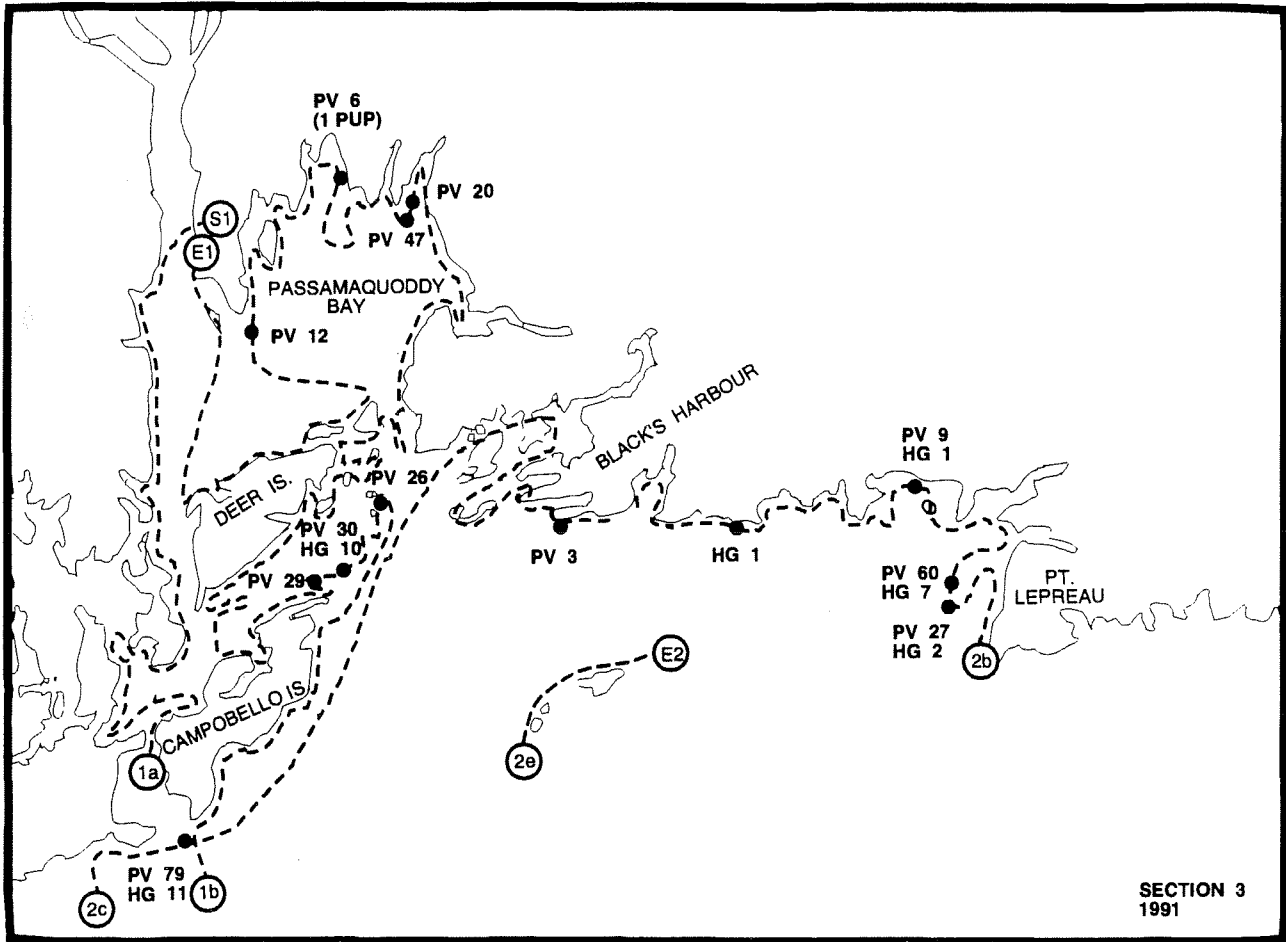 PV 6
(1 PUP)
PV 20
S1
PV 47
E1
PASSAMAQUODDY
BAY
PV 12
BLACK'S HARBOUR
PV 9
HG 1
PV 26
DEER IS.
PV 30
HG 10
PV 3
HG 1
PV 29
PV 60
HG 7
PT.
LEPREAU
PV 27
HG 2
2b
E2
CAMPOBELLO IS.
1a
2e
PV 79
HG 11
1b
2c
SECTION 3
1991